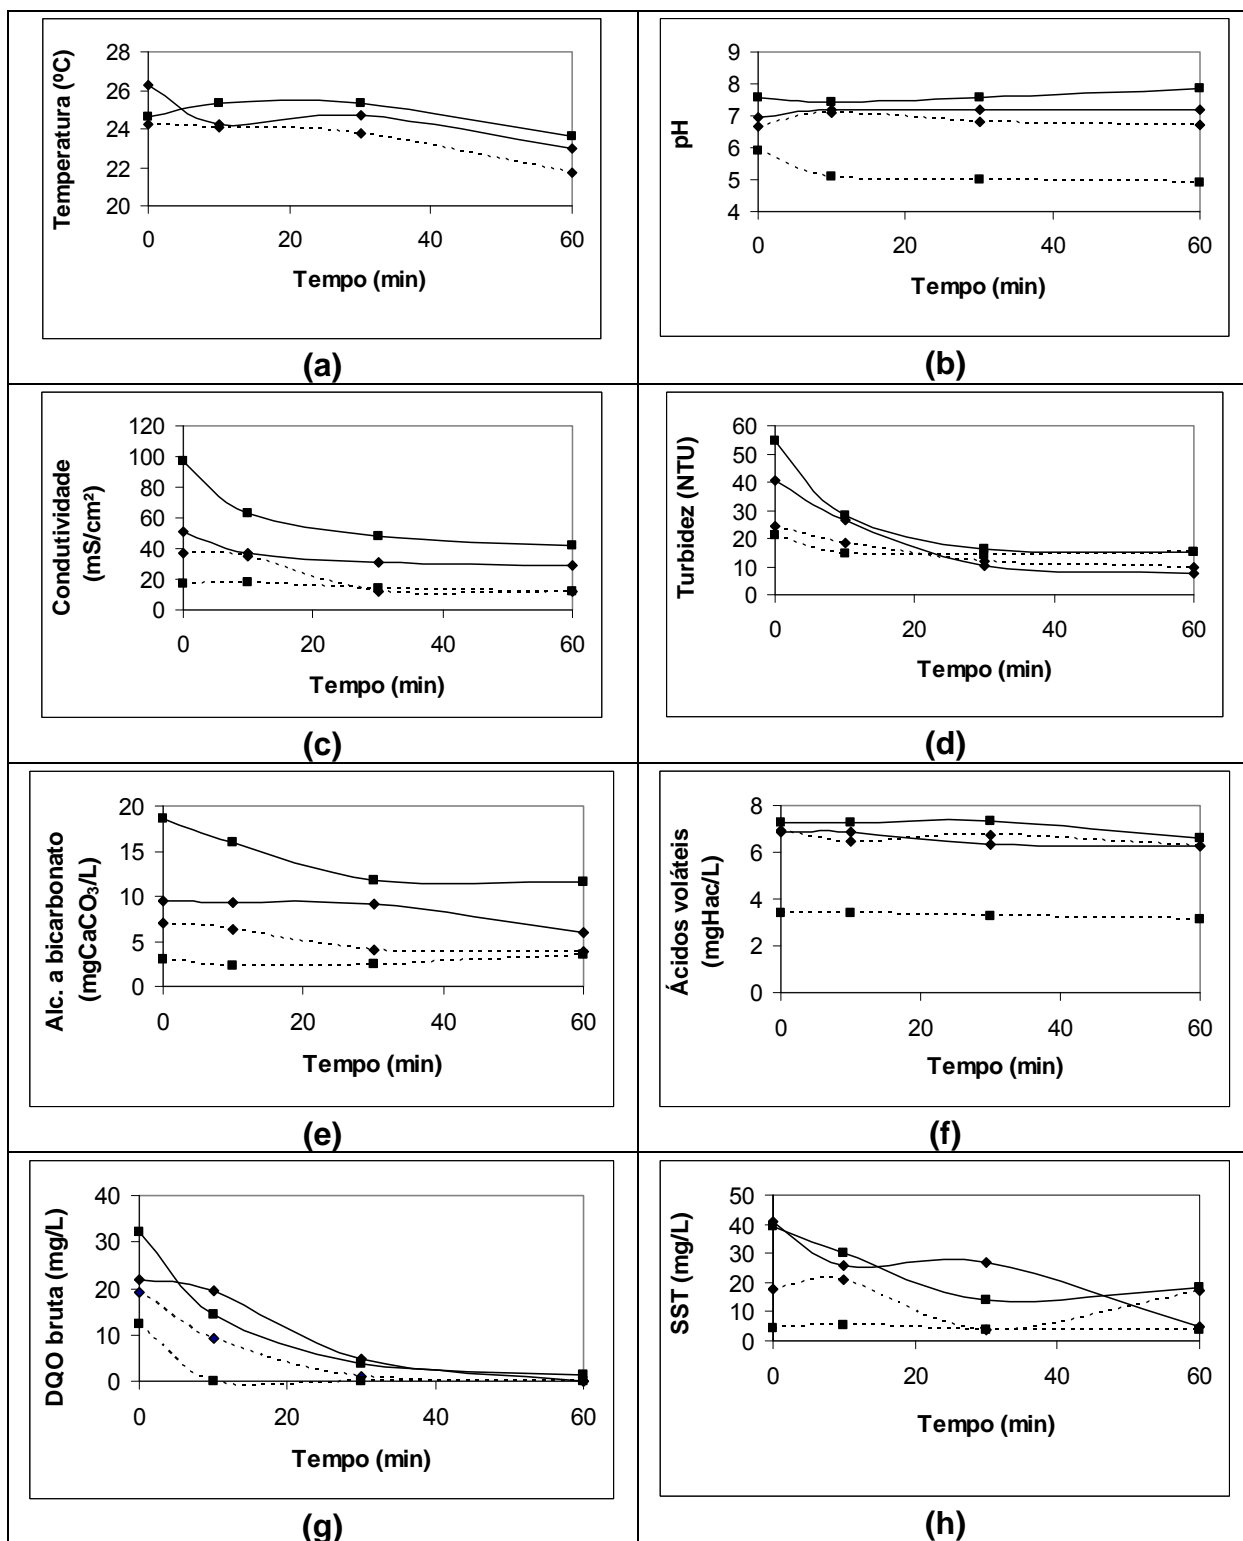 28
26
24
22
20
Temperatura (ºC)
0 20 40 60
Tempo (min)
(a)
9
8
7
6
5
4
pH
0 20 40 60
Tempo (min)
(b)
120
100
80
60
40
20
0
Condutividade
(mS/cm²)
0 20 40 60
Tempo (min)
(c)
60
50
40
30
20
10
0
Turbidez (NTU)
0 20 40 60
Tempo (min)
(d)
20
15
10
5
0
Alc. a bicarbonato
(mgCaCO₃/L)
0 20 40 60
Tempo (min)
(e)
8
6
4
2
0
Ácidos voláteis
(mgHac/L)
0 20 40 60
Tempo (min)
(f)
40
30
20
10
0
DQO bruta (mg/L)
0 20 40 60
Tempo (min)
(g)
50
40
30
20
10
0
SST (mg/L)
0 20 40 60
Tempo (min)
(h)